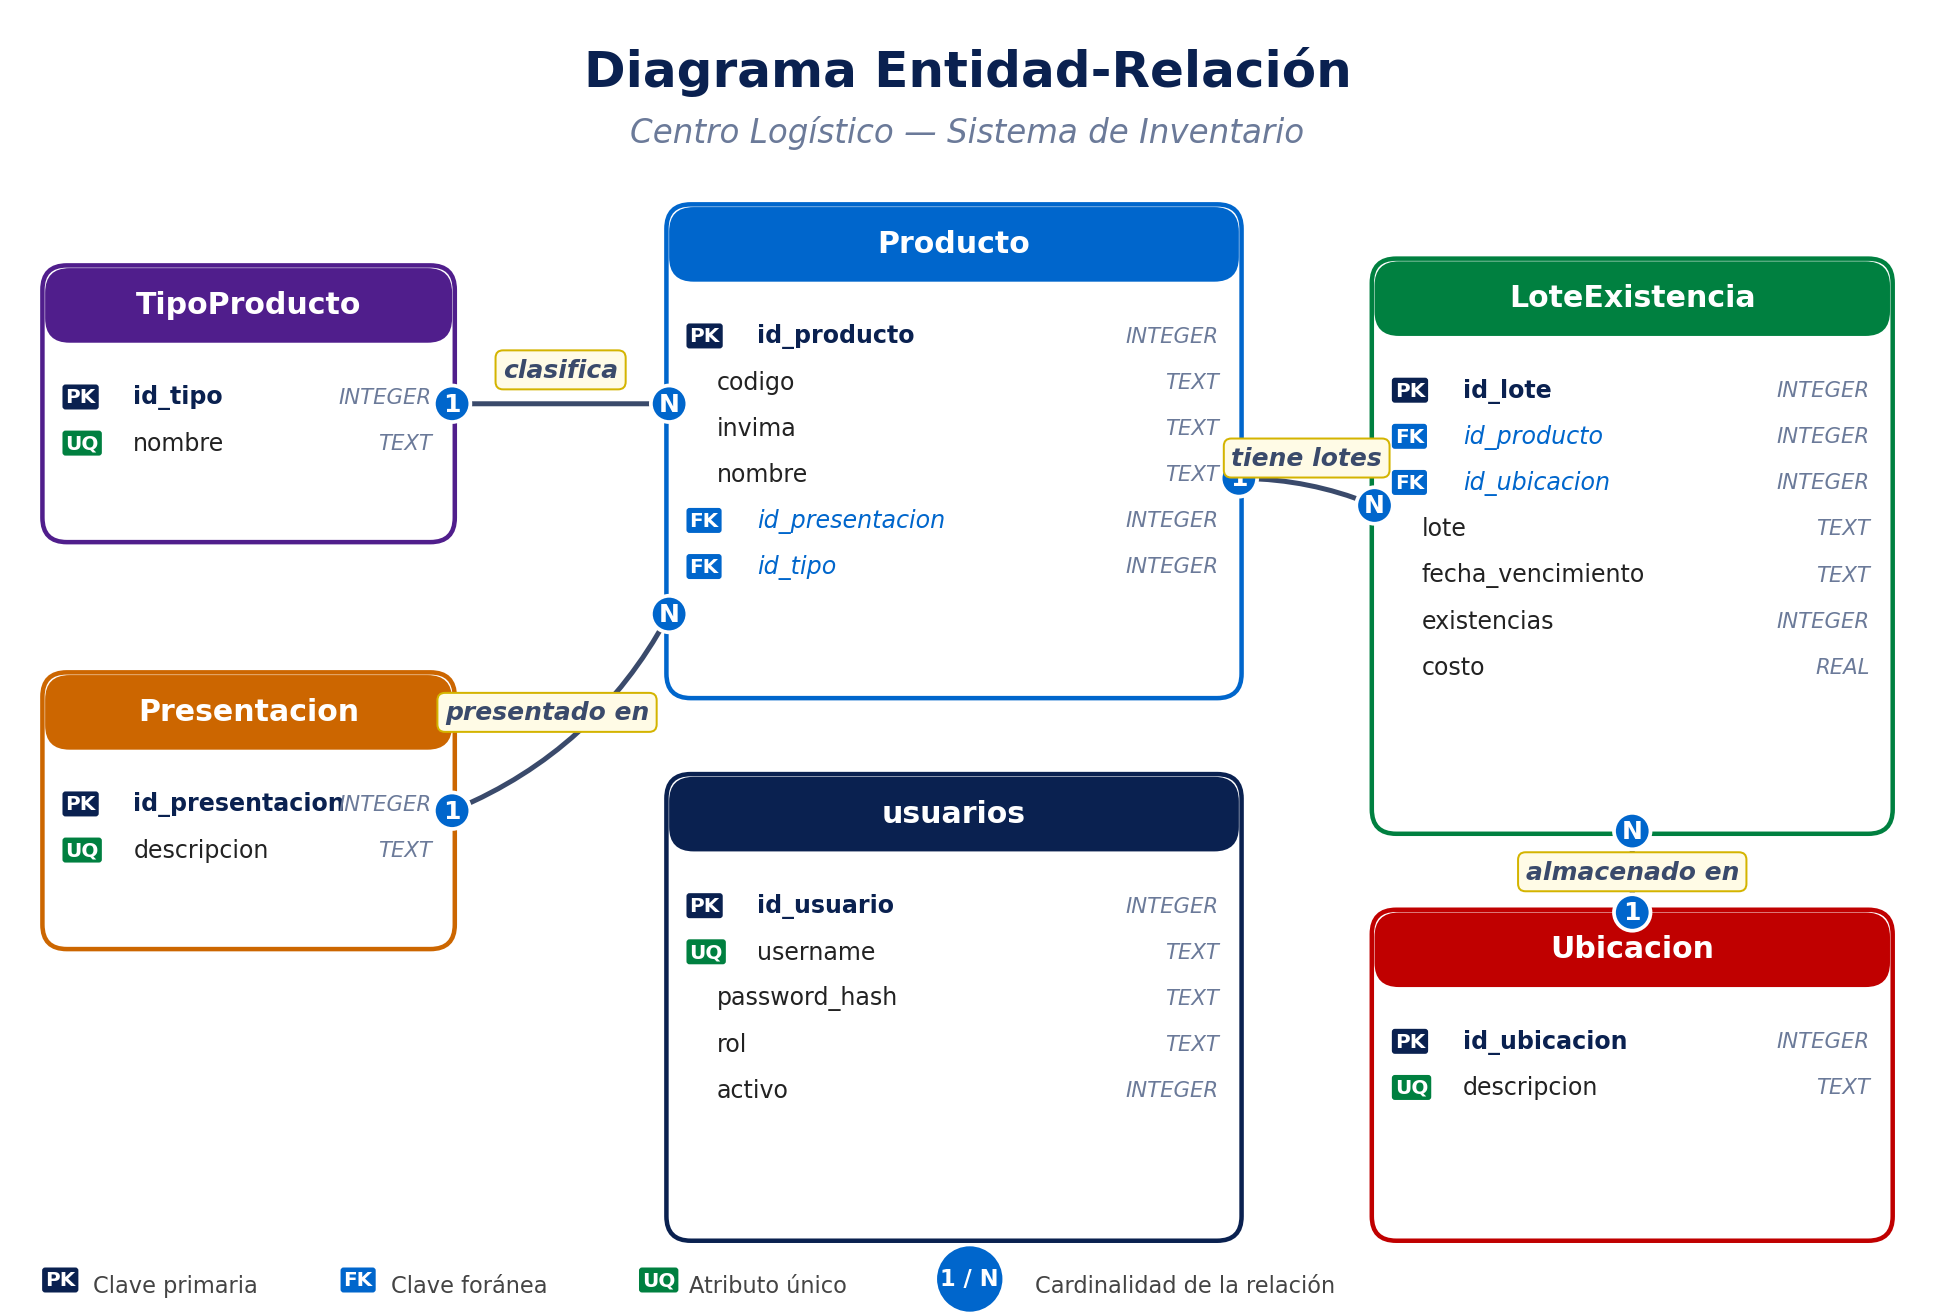 Diagrama Entidad-Relación
Centro Logístico — Sistema de Inventario
TipoProducto
PK id_tipo INTEGER
UQ nombre TEXT
1
clasifica
N
Producto
PK id_producto INTEGER
codigo TEXT
invima TEXT
nombre TEXT
FK id_presentacion INTEGER
FK id_tipo INTEGER
1
tiene lotes
N
LoteExistencia
PK id_lote INTEGER
FK id_producto INTEGER
FK id_ubicacion INTEGER
lote TEXT
fecha_vencimiento TEXT
existencias INTEGER
costo REAL
N
presentado en
1
Presentacion
PK id_presentacion INTEGER
UQ descripcion TEXT
usuarios
PK id_usuario INTEGER
UQ username TEXT
password_hash TEXT
rol TEXT
activo INTEGER
N
almacenado en
1
Ubicacion
PK id_ubicacion INTEGER
UQ descripcion TEXT
PK Clave primaria FK Clave foránea UQ Atributo único 1 / N Cardinalidad de la relación